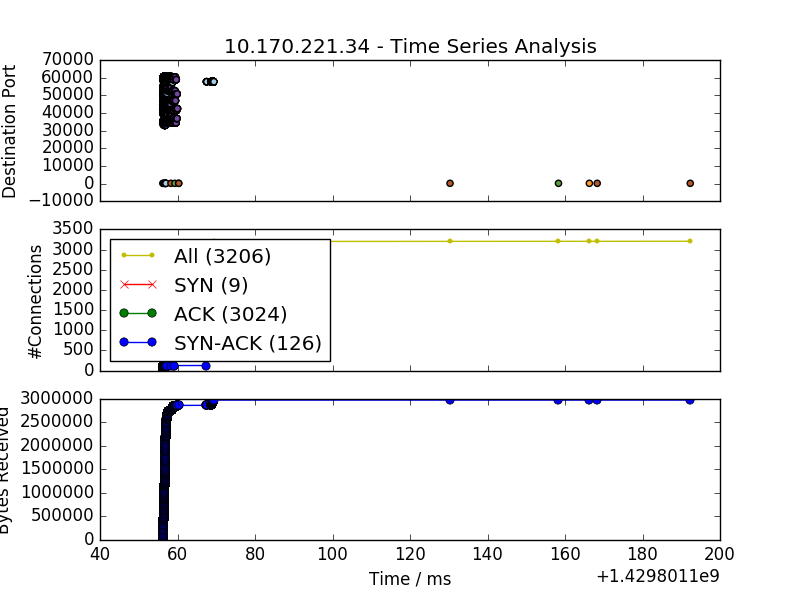 10.170.221.34 - Time Series Analysis
70000
60000
50000
40000
30000
20000
10000
0
−10000
Destination Port
3500
3000
2500
2000
1500
1000
500
0
#Connections
All (3206)
SYN (9)
ACK (3024)
SYN-ACK (126)
3000000
2500000
2000000
1500000
1000000
500000
0
Bytes Received
40 60 80 100 120 140 160 180 200
Time / ms
+1.4298011e9